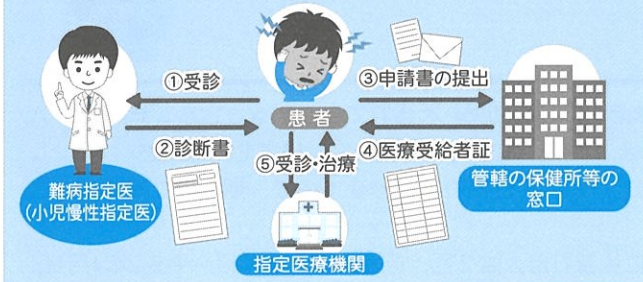 ①受診
③申請書の提出
患者
②診断書
④医療受給者証
⑤受診・治療
難病指定医
(小児慢性指定医)
管轄の保健所等の
窓口
指定医療機関